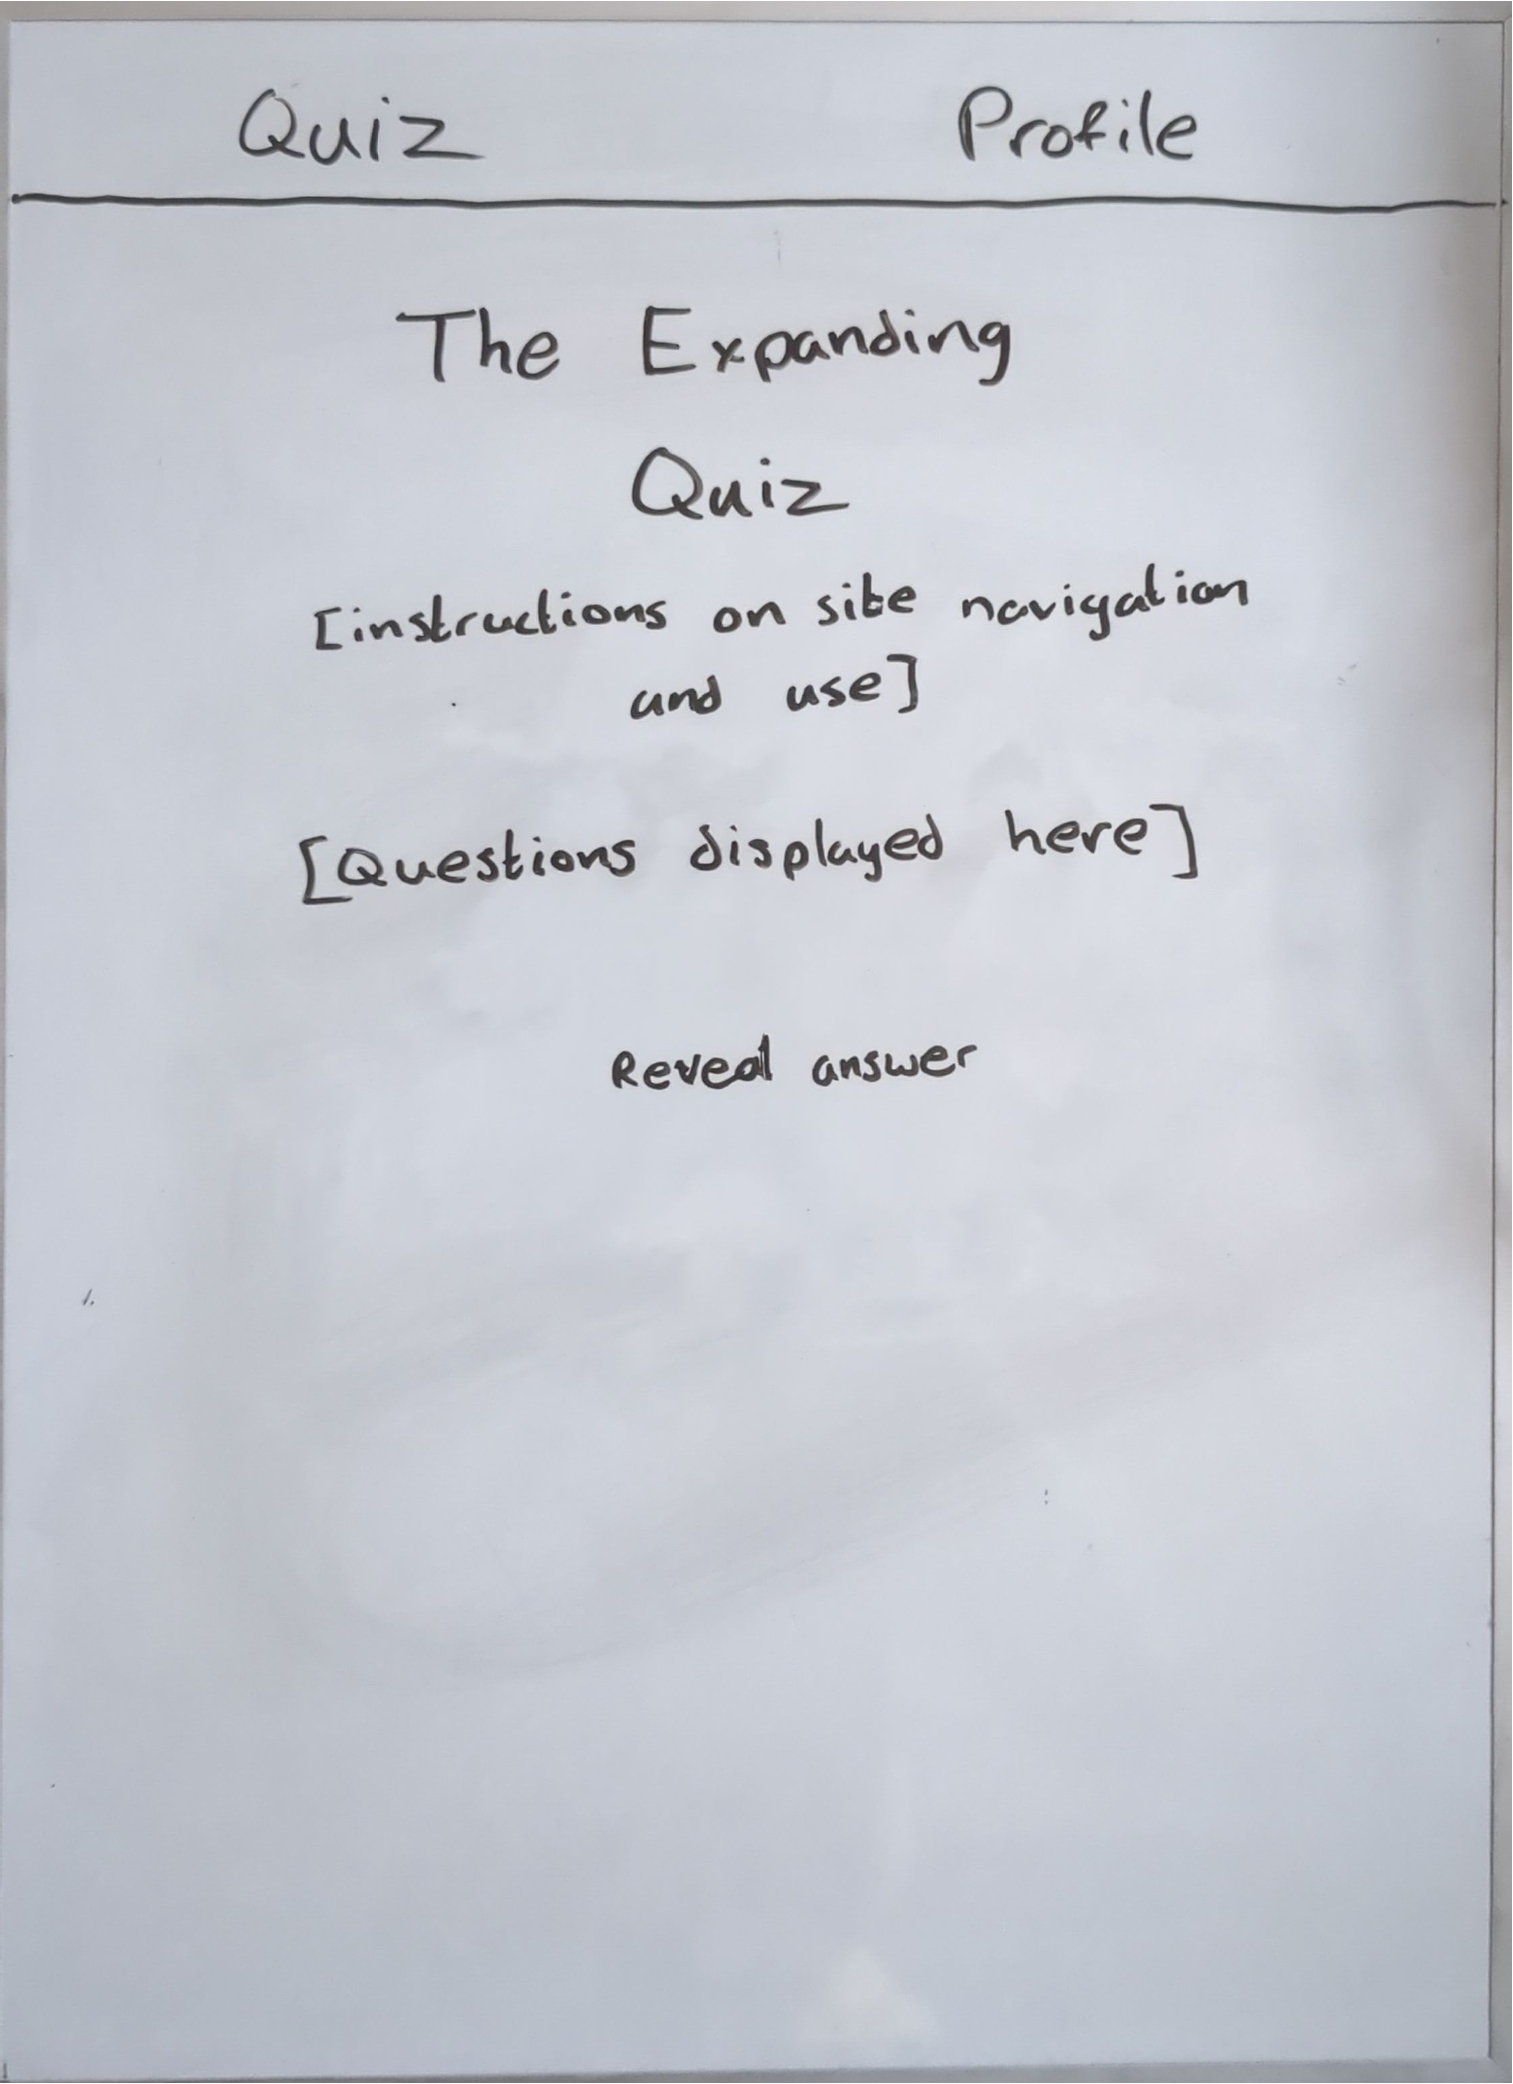 Quiz Profile
The Expanding
Quiz
[instructions on site navigation
and use]
[Questions displayed here]
Reveal answer